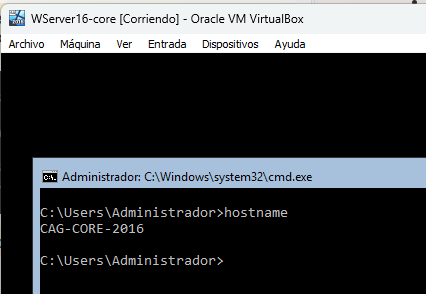 WServer16-core [Corriendo] - Oracle VM VirtualBox
Archivo Máquina Ver Entrada Dispositivos Ayuda
Administrador: C:\Windows\system32\cmd.exe
C:\Users\Administrador>hostname
CAG-CORE-2016
C:\Users\Administrador>